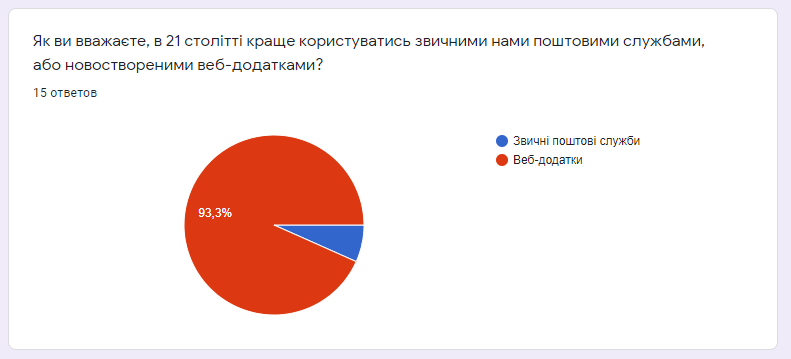 Як ви вважаєте, в 21 столітті краще користуватись звичними нами поштовими службами,
або новоствореними веб-додатками?
15 ответов
Звичні поштові служби
Веб-додатки
93,3%